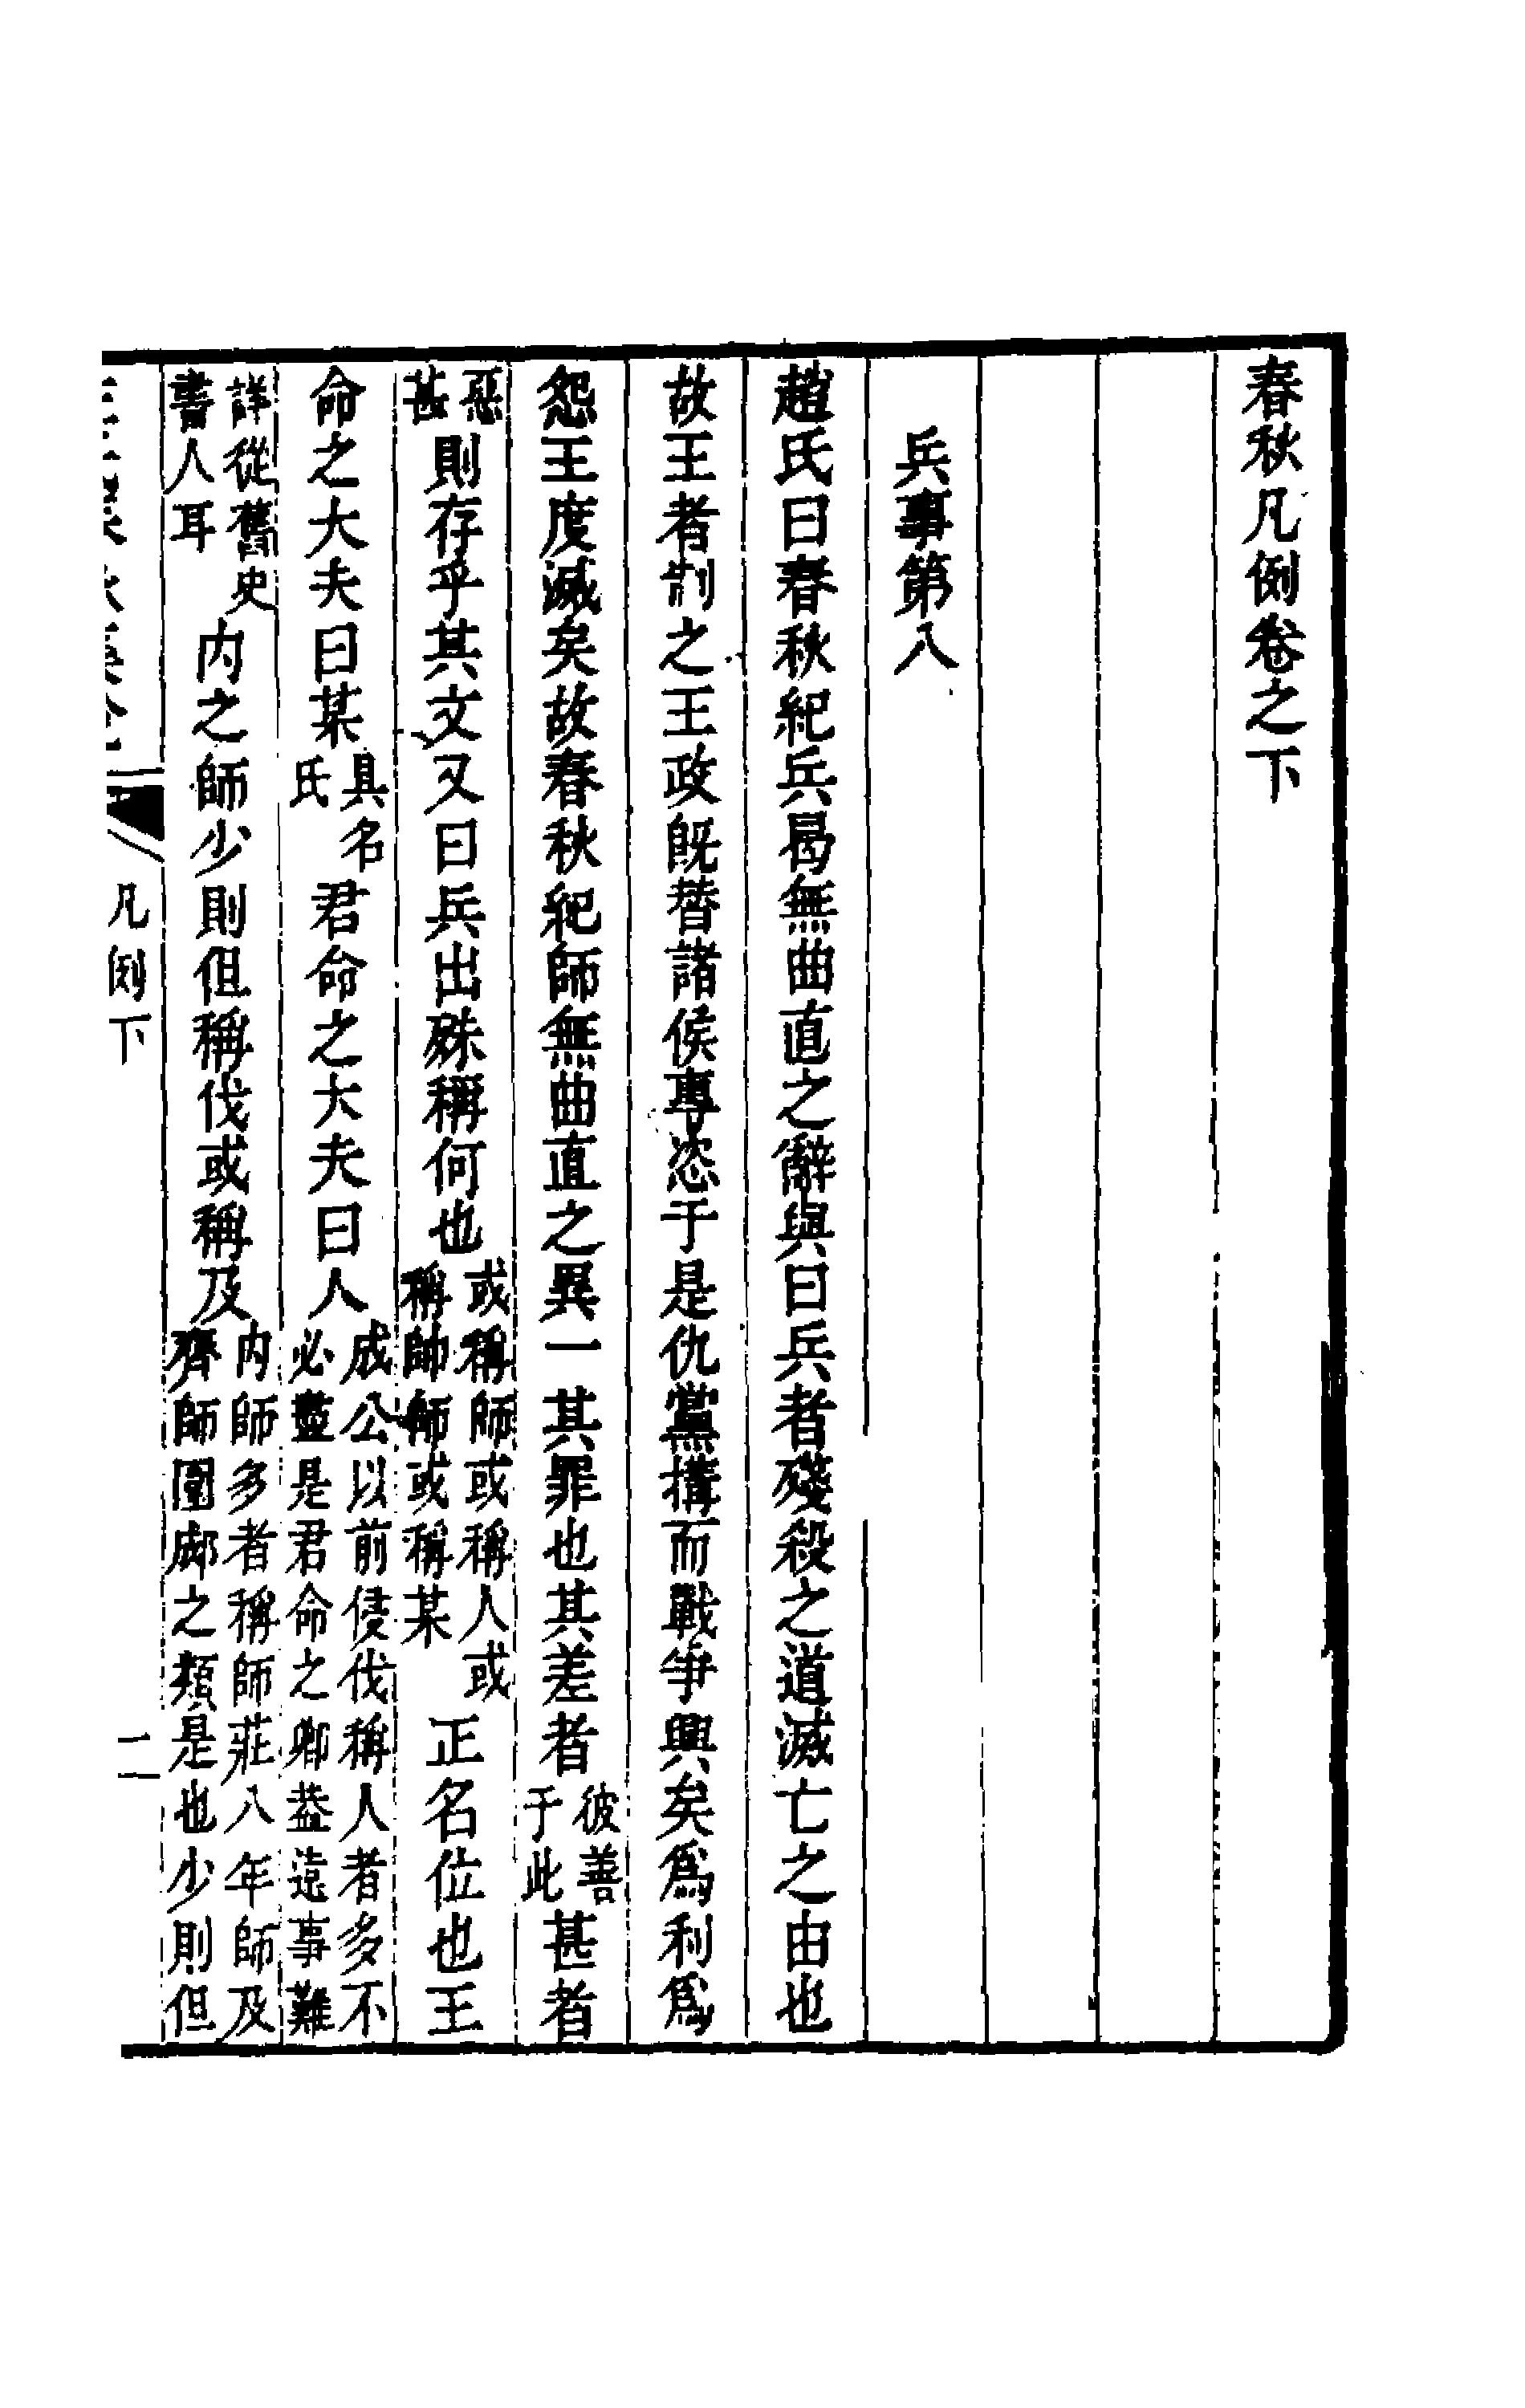 春秋凡例卷之下
兵事第八
趙氏曰春秋紀兵曷無曲直之辭與曰兵者殘殺之道滅亡之由也
故王者制之王政既替諸侯專恣于是仇黨搆而戰爭興矣爲利爲
怨王度滅矣故春秋紀師無曲直之異一其罪也其差者彼善于此甚者
惡甚則存乎其文又曰兵出殊稱何也或稱師或稱人或稱帥師或稱某正名位也王
命之大夫曰某具名氏君命之大夫曰人成公以前侵伐稱人者多不必盡是君命之卿葢遠事難
詳從舊史書人耳内之師少則但稱伐或稱及内師多者稱師莊八年師及齊師圍郕之類是也少則但
凡例下
二